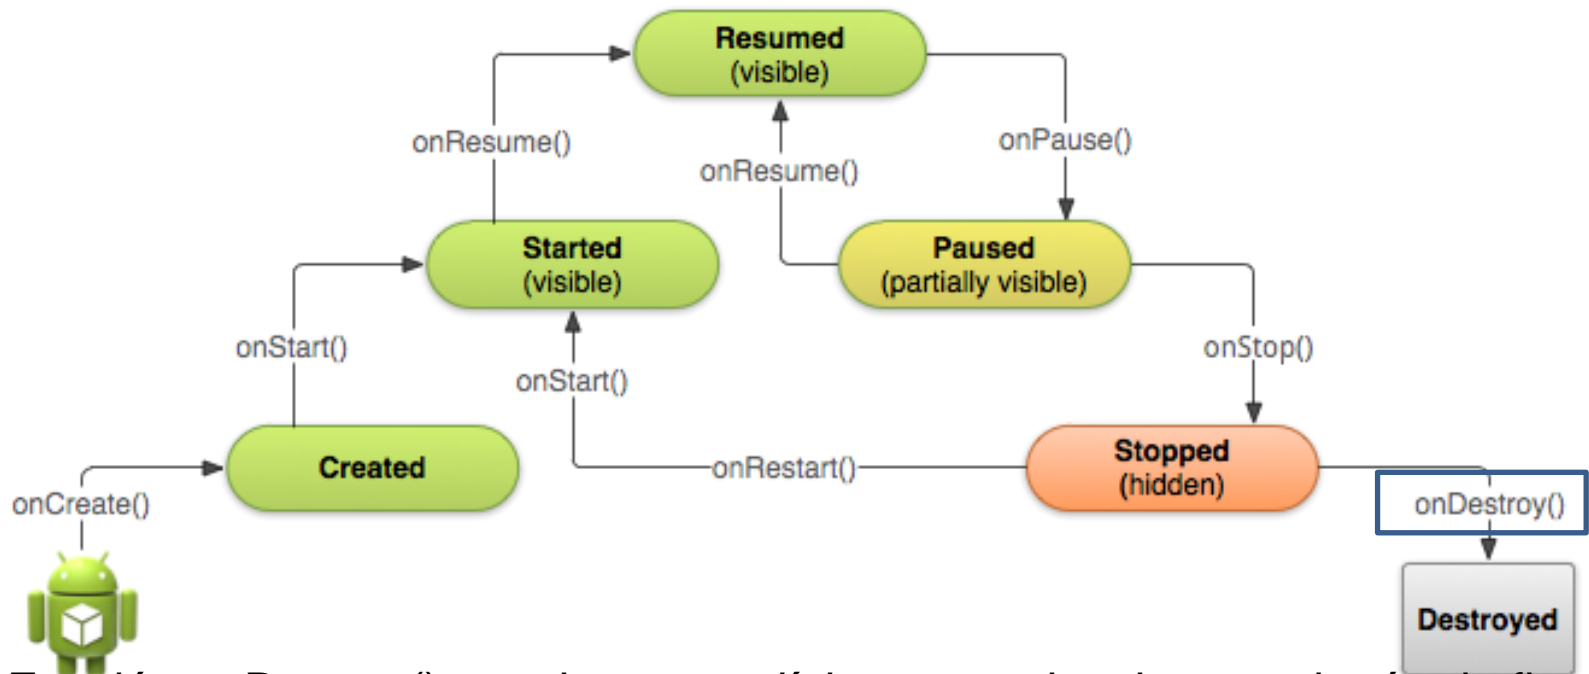 Resumed
(visible)
onResume()
onPause()
onResume()
Started
(visible)
Paused
(partially visible)
onStart()
onStop()
onStart()
Created
onRestart()
Stopped
(hidden)
onCreate()
onDestroy()
Destroyed